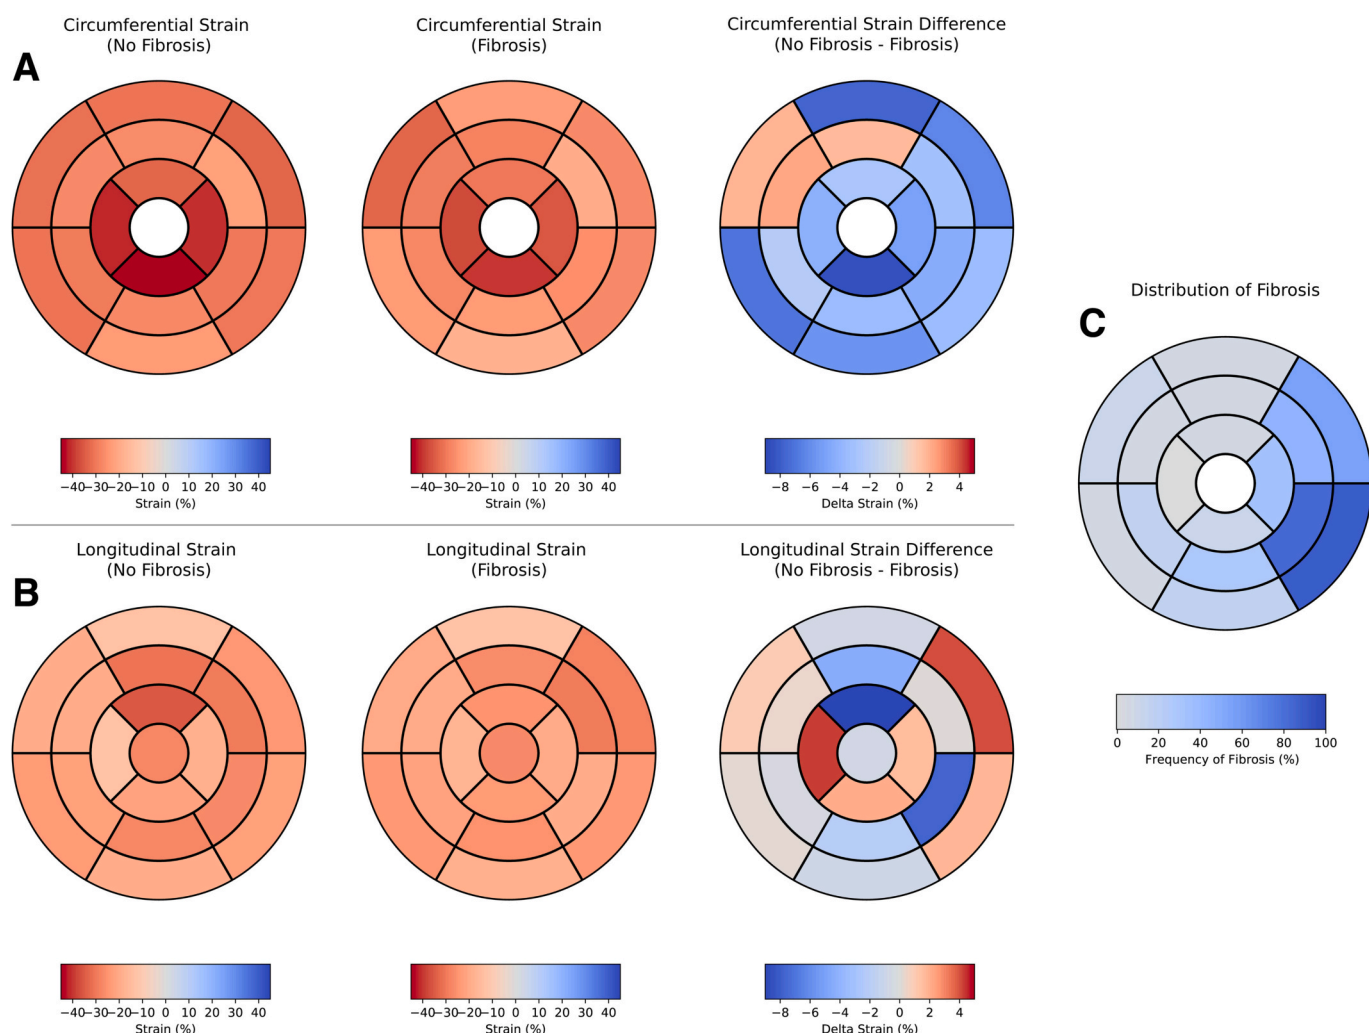 Circumferential Strain
(No Fibrosis)
Circumferential Strain
(Fibrosis)
Circumferential Strain Difference
(No Fibrosis - Fibrosis)
A
−40 −30 −20 −10 0 10 20 30 40
Strain (%)
−40 −30 −20 −10 0 10 20 30 40
Strain (%)
−8 −6 −4 −2 0 2 4
Delta Strain (%)
Longitudinal Strain
(No Fibrosis)
Longitudinal Strain
(Fibrosis)
Longitudinal Strain Difference
(No Fibrosis - Fibrosis)
B
−40 −30 −20 −10 0 10 20 30 40
Strain (%)
−40 −30 −20 −10 0 10 20 30 40
Strain (%)
−8 −6 −4 −2 0 2 4
Delta Strain (%)
Distribution of Fibrosis
C
0 20 40 60 80 100
Frequency of Fibrosis (%)